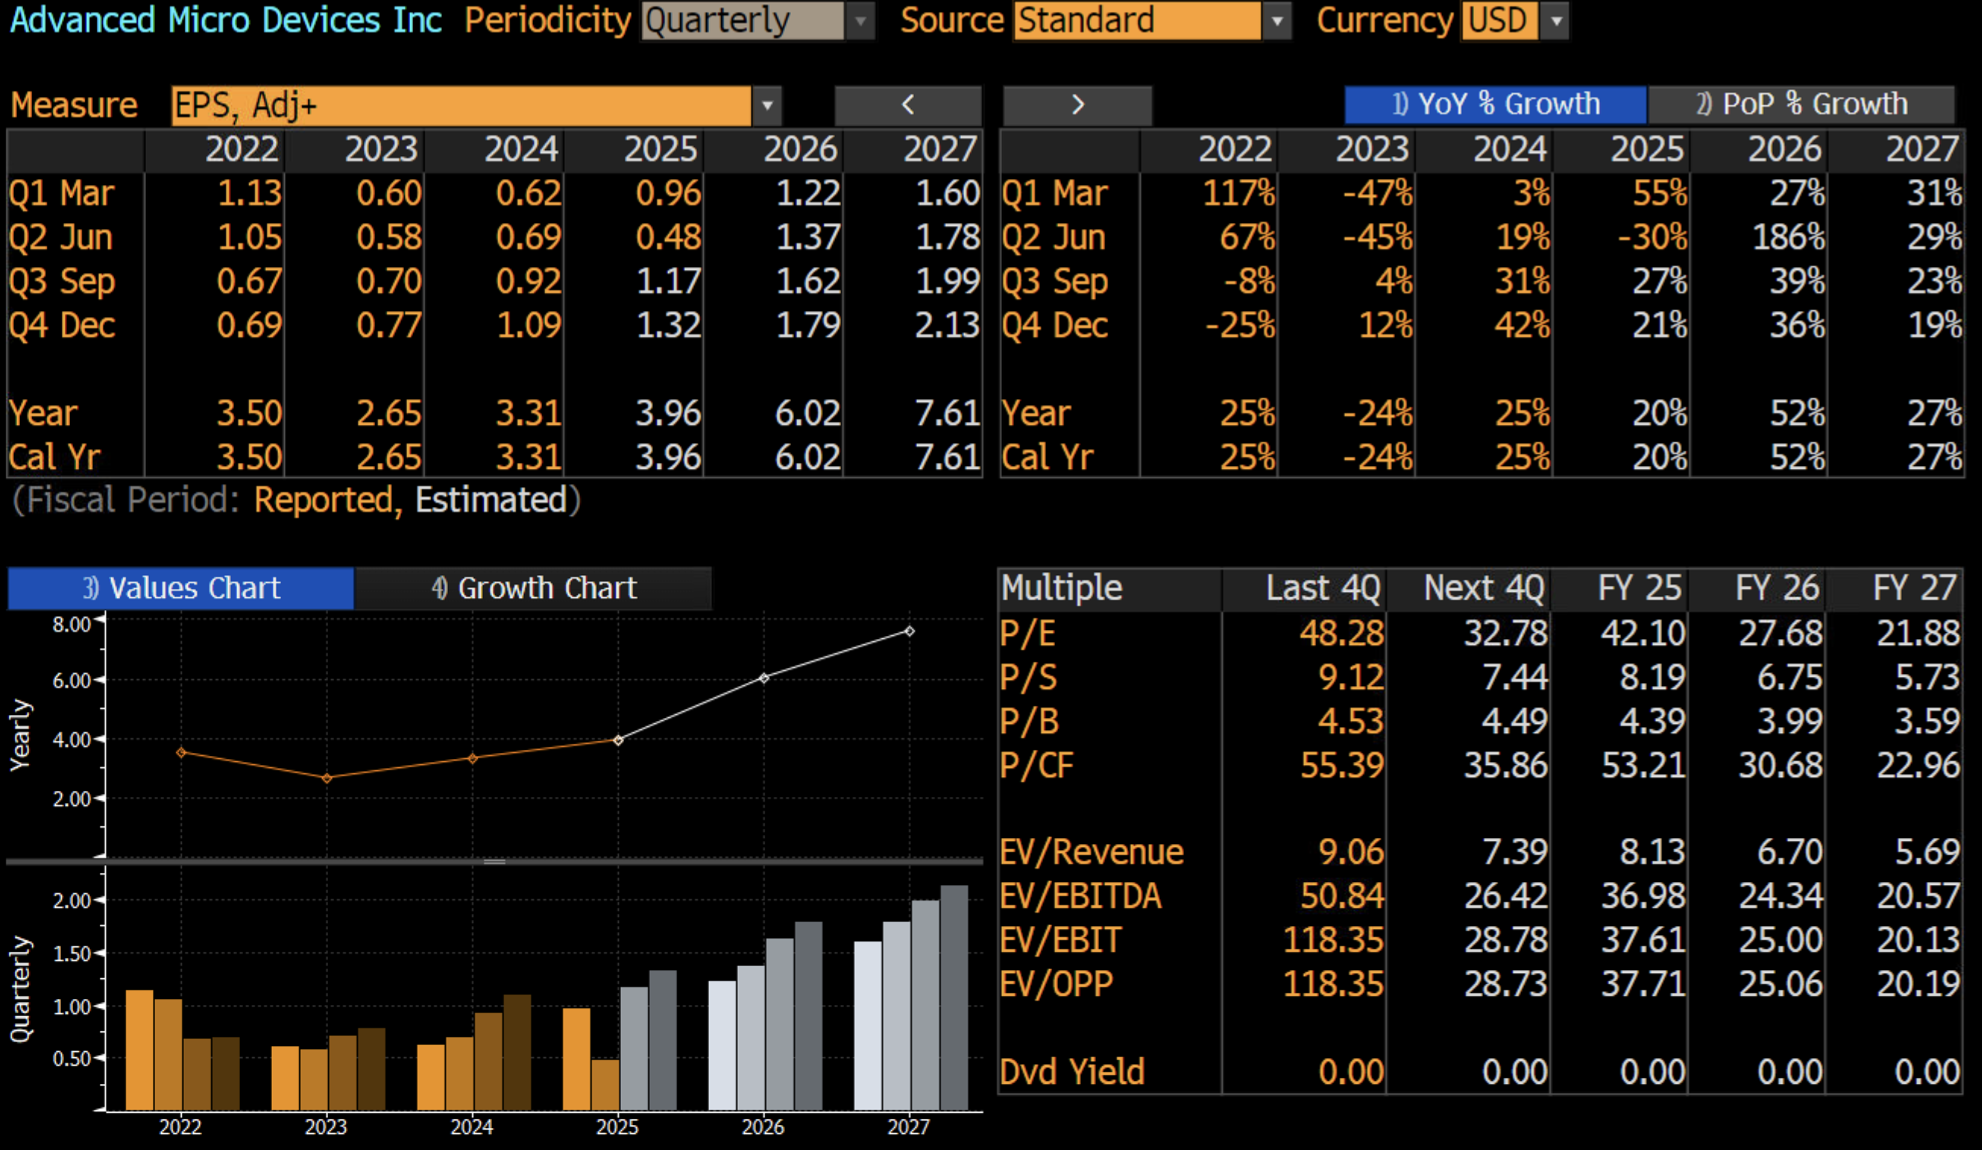 Advanced Micro Devices Inc Periodicity Quarterly Source Standard Currency USD
Measure EPS, Adj+ < > 1) YoY % Growth 2) PoP % Growth
2022 2023 2024 2025 2026 2027 2022 2023 2024 2025 2026 2027
Q1 Mar 1.13 0.60 0.62 0.96 1.22 1.60 Q1 Mar 117% -47% 3% 55% 27% 31%
Q2 Jun 1.05 0.58 0.69 0.48 1.37 1.78 Q2 Jun 67% -45% 19% -30% 186% 29%
Q3 Sep 0.67 0.70 0.92 1.17 1.62 1.99 Q3 Sep -8% 4% 31% 27% 39% 23%
Q4 Dec 0.69 0.77 1.09 1.32 1.79 2.13 Q4 Dec -25% 12% 42% 21% 36% 19%
Year 3.50 2.65 3.31 3.96 6.02 7.61 Year 25% -24% 25% 20% 52% 27%
Cal Yr 3.50 2.65 3.31 3.96 6.02 7.61 Cal Yr 25% -24% 25% 20% 52% 27%
(Fiscal Period: Reported, Estimated)
3) Values Chart 4) Growth Chart
8.00
6.00
4.00
2.00
Yearly
2.00
1.50
1.00
0.50
Quarterly
2022 2023 2024 2025 2026 2027
Multiple Last 4Q Next 4Q FY 25 FY 26 FY 27
P/E 48.28 32.78 42.10 27.68 21.88
P/S 9.12 7.44 8.19 6.75 5.73
P/B 4.53 4.49 4.39 3.99 3.59
P/CF 55.39 35.86 53.21 30.68 22.96
EV/Revenue 9.06 7.39 8.13 6.70 5.69
EV/EBITDA 50.84 26.42 36.98 24.34 20.57
EV/EBIT 118.35 28.78 37.61 25.00 20.13
EV/OPP 118.35 28.73 37.71 25.06 20.19
Dvd Yield 0.00 0.00 0.00 0.00 0.00